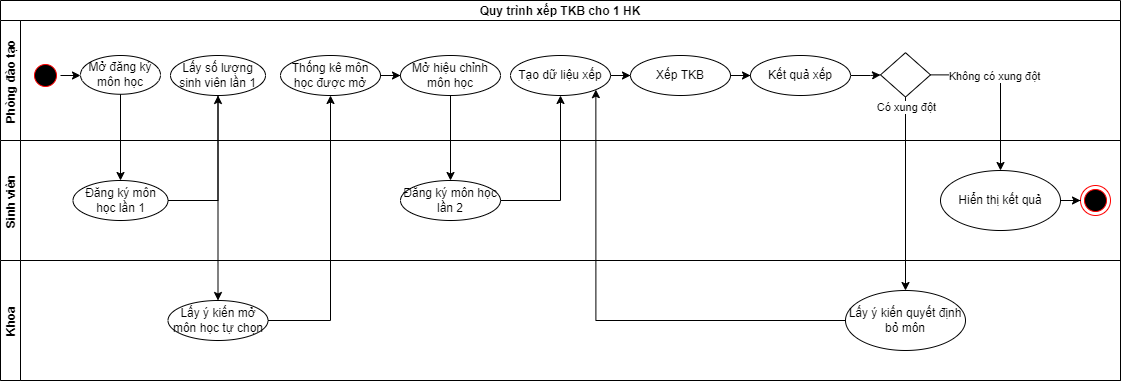 Quy trình xếp TKB cho 1 HK
Phòng đào tạo
Mở đăng ký
môn học
Lấy số lượng
sinh viên lần 1
Thống kê môn
học được mở
Mở hiệu chỉnh
môn học
Tạo dữ liệu xếp
Xếp TKB
Kết quả xếp
Không có xung đột
Có xung đột
Sinh viên
Đăng ký môn
học lần 1
Đăng ký môn học
lần 2
Hiển thị kết quả
Khoa
Lấy ý kiến mở
môn học tự chọn
Lấy ý kiến quyết định
bỏ môn